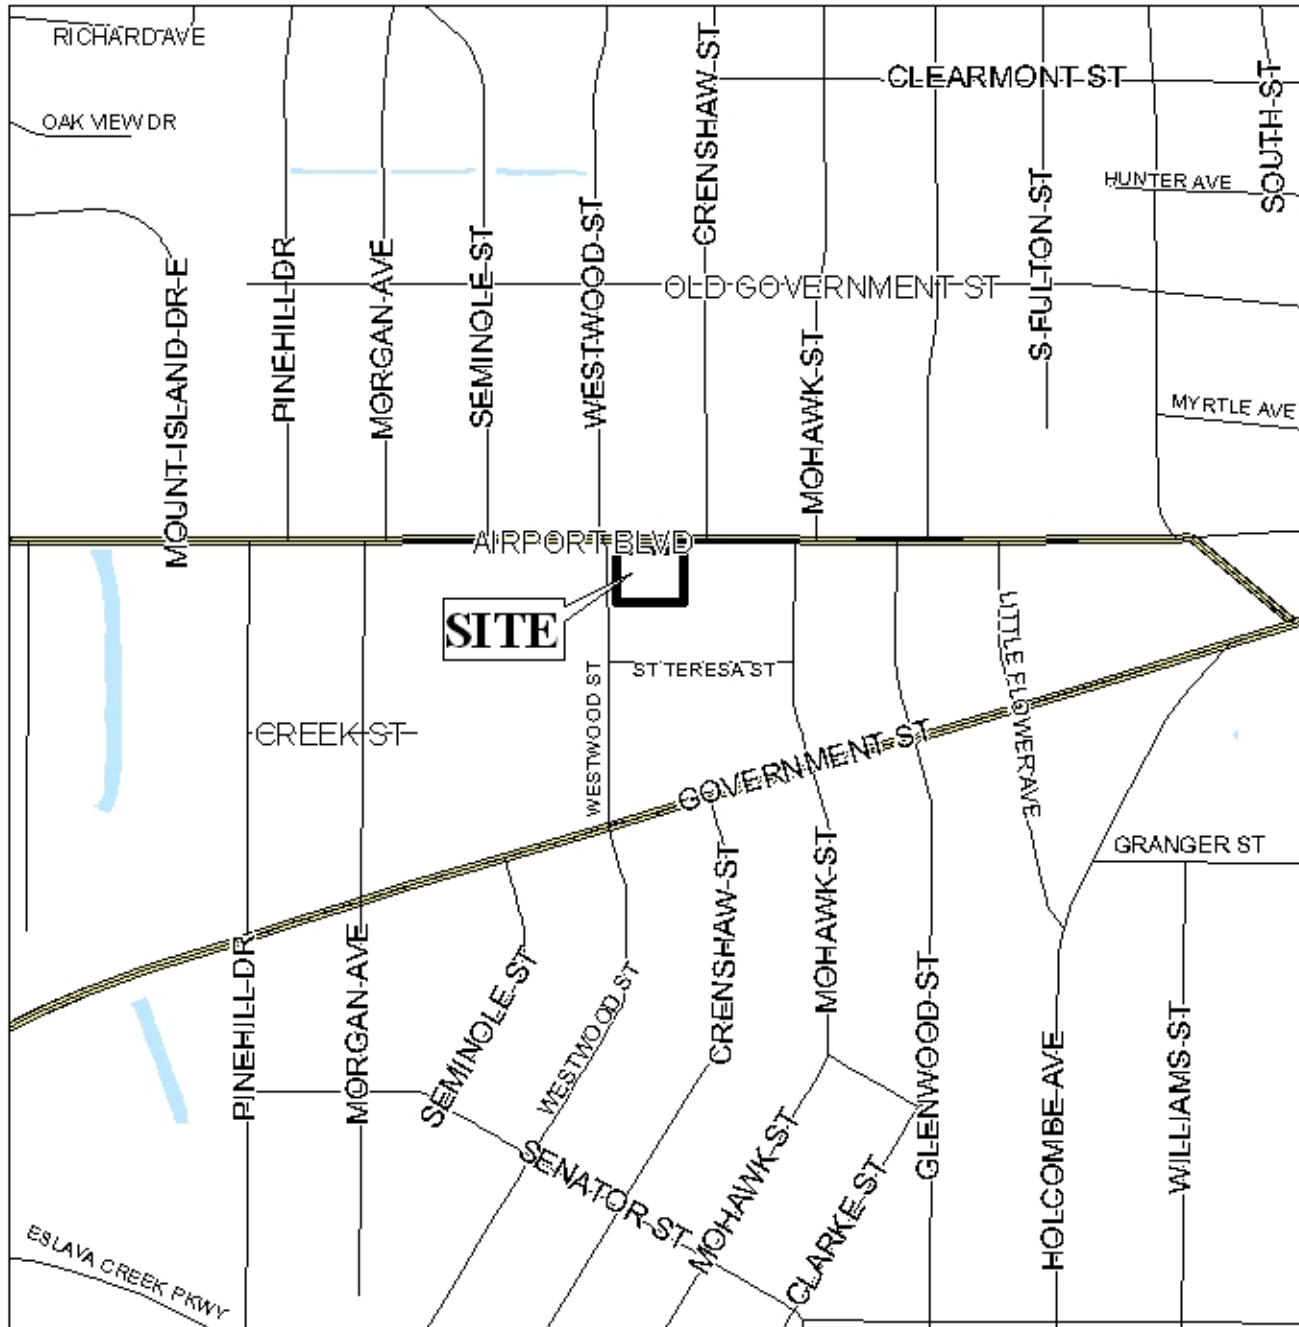 RICHARD AVE
CRENSHAW ST
CLEARMONT ST
SOUTH ST
OAK VIEW DR
HUNTER AVE
MOUNT ISLAND DR E
PINEHILL DR
MORGAN AVE
SEMINOLE ST
WESTWOOD ST
OLD GOVERNMENT ST
S FULTON ST
MOHAWK ST
MYRTLE AVE
AIRPORT BLVD
SITE
LITTLE FLOWER AVE
ST TERESA ST
WESTWOOD ST
CREEK ST
GOVERNMENT ST
GRANGER ST
PINEHILL DR
MORGAN AVE
SEMINOLE ST
WESTWOOD ST
CRENSHAW ST
MOHAWK ST
GLENWOOD ST
HOLCOMBE AVE
WILLIAMS ST
SENATOR ST
MOHAWK ST
CLARKE ST
ESLAVA CREEK PKWY